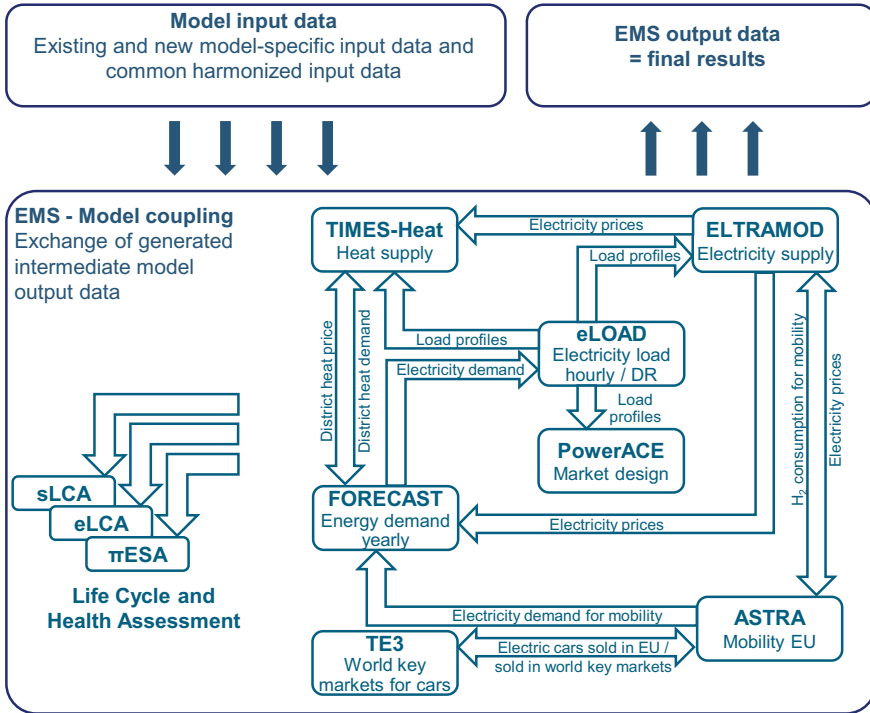 Model input data
Existing and new model-specific input data and
common harmonized input data
EMS output data
= final results
EMS - Model coupling
Exchange of generated
intermediate model
output data
TIMES-Heat
Heat supply
Electricity prices
ELTRAMOD
Electricity supply
Load profiles
eLOAD
Electricity load
hourly / DR
Load profiles
Electricity demand
District heat price
District heat demand
Load
profiles
PowerACE
Market design
H₂ consumption for mobility
Electricity prices
FORECAST
Energy demand
yearly
Electricity prices
sLCA
eLCA
πESA
Life Cycle and
Health Assessment
Electricity demand for mobility
ASTRA
Mobility EU
TE3
World key
markets for cars
Electric cars sold in EU /
sold in world key markets